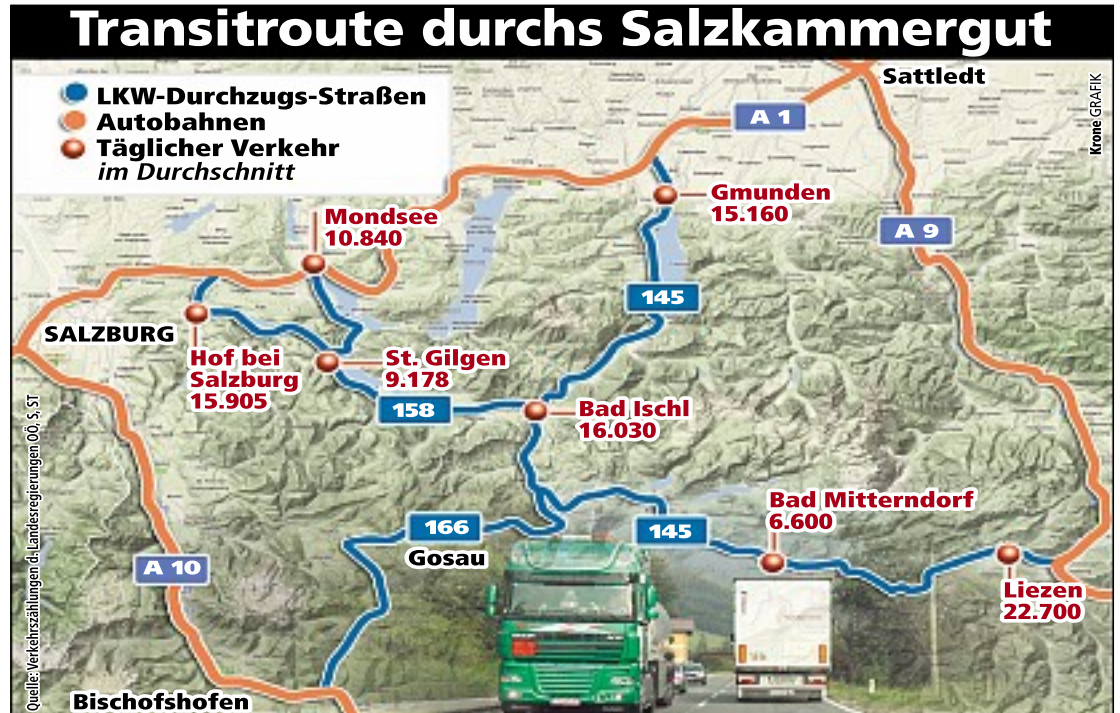 Transitroute durchs Salzkammergut
LKW-Durchzugs-Straßen
Autobahnen
Täglicher Verkehr
im Durchschnitt
Sattledt
Krone GRAFIK
A 1
Gmunden
15.160
Mondsee
10.840
A 9
145
SALZBURG
Hof bei
Salzburg
15.905
St. Gilgen
9.178
158
Bad Ischl
16.030
Bad Mitterndorf
6.600
166
145
Gosau
A 10
Liezen
22.700
Bischofshofen
Quelle: Verkehrszählungen d. Landesregierungen OÖ, S, ST